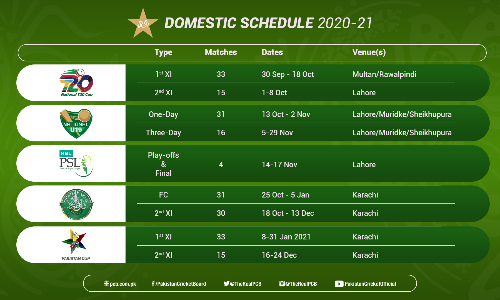 DOMESTIC SCHEDULE 2020-21
Type Matches Dates Venue(s)
National T20 Cup
1st XI 33 30 Sep - 18 Oct Multan/Rawalpindi
2nd XI 15 1-8 Oct Lahore
NATIONAL U19
One-Day 31 13 Oct - 2 Nov Lahore/Muridke/Sheikhupura
Three-Day 16 5-29 Nov Lahore/Muridke/Sheikhupura
HBL
PSL
Play-offs
&
Final
4 14-17 Nov Lahore
FC 31 25 Oct - 5 Jan Karachi
2nd XI 30 18 Oct - 13 Dec Karachi
PAKISTAN CUP
1st XI 33 8-31 Jan 2021 Karachi
2nd XI 15 16-24 Dec Karachi
pcb.com.pk /PakistanCricketBoard @TheRealPCB @TheRealPCB PakistanCricketOfficial